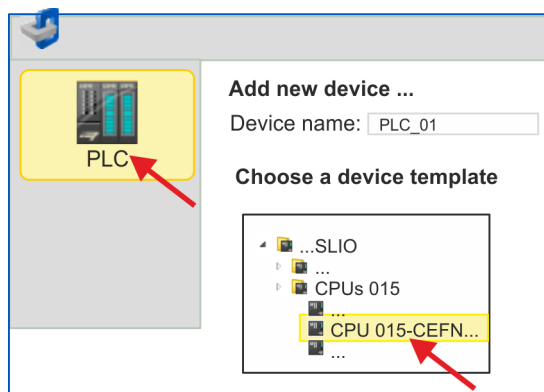 PLC
Add new device ...
Device name: PLC_01
Choose a device template
...SLIO
...
CPUs 015
...
CPU 015-CEFN...
...